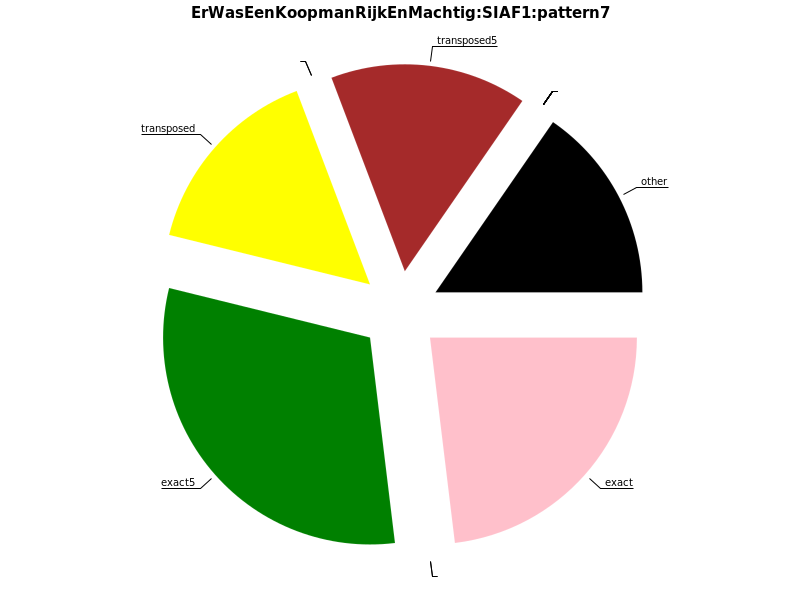 ErWasEenKoopmanRijkEnMachtig:SIAF1:pattern7
transposed5
transposed
other
exact5
exact